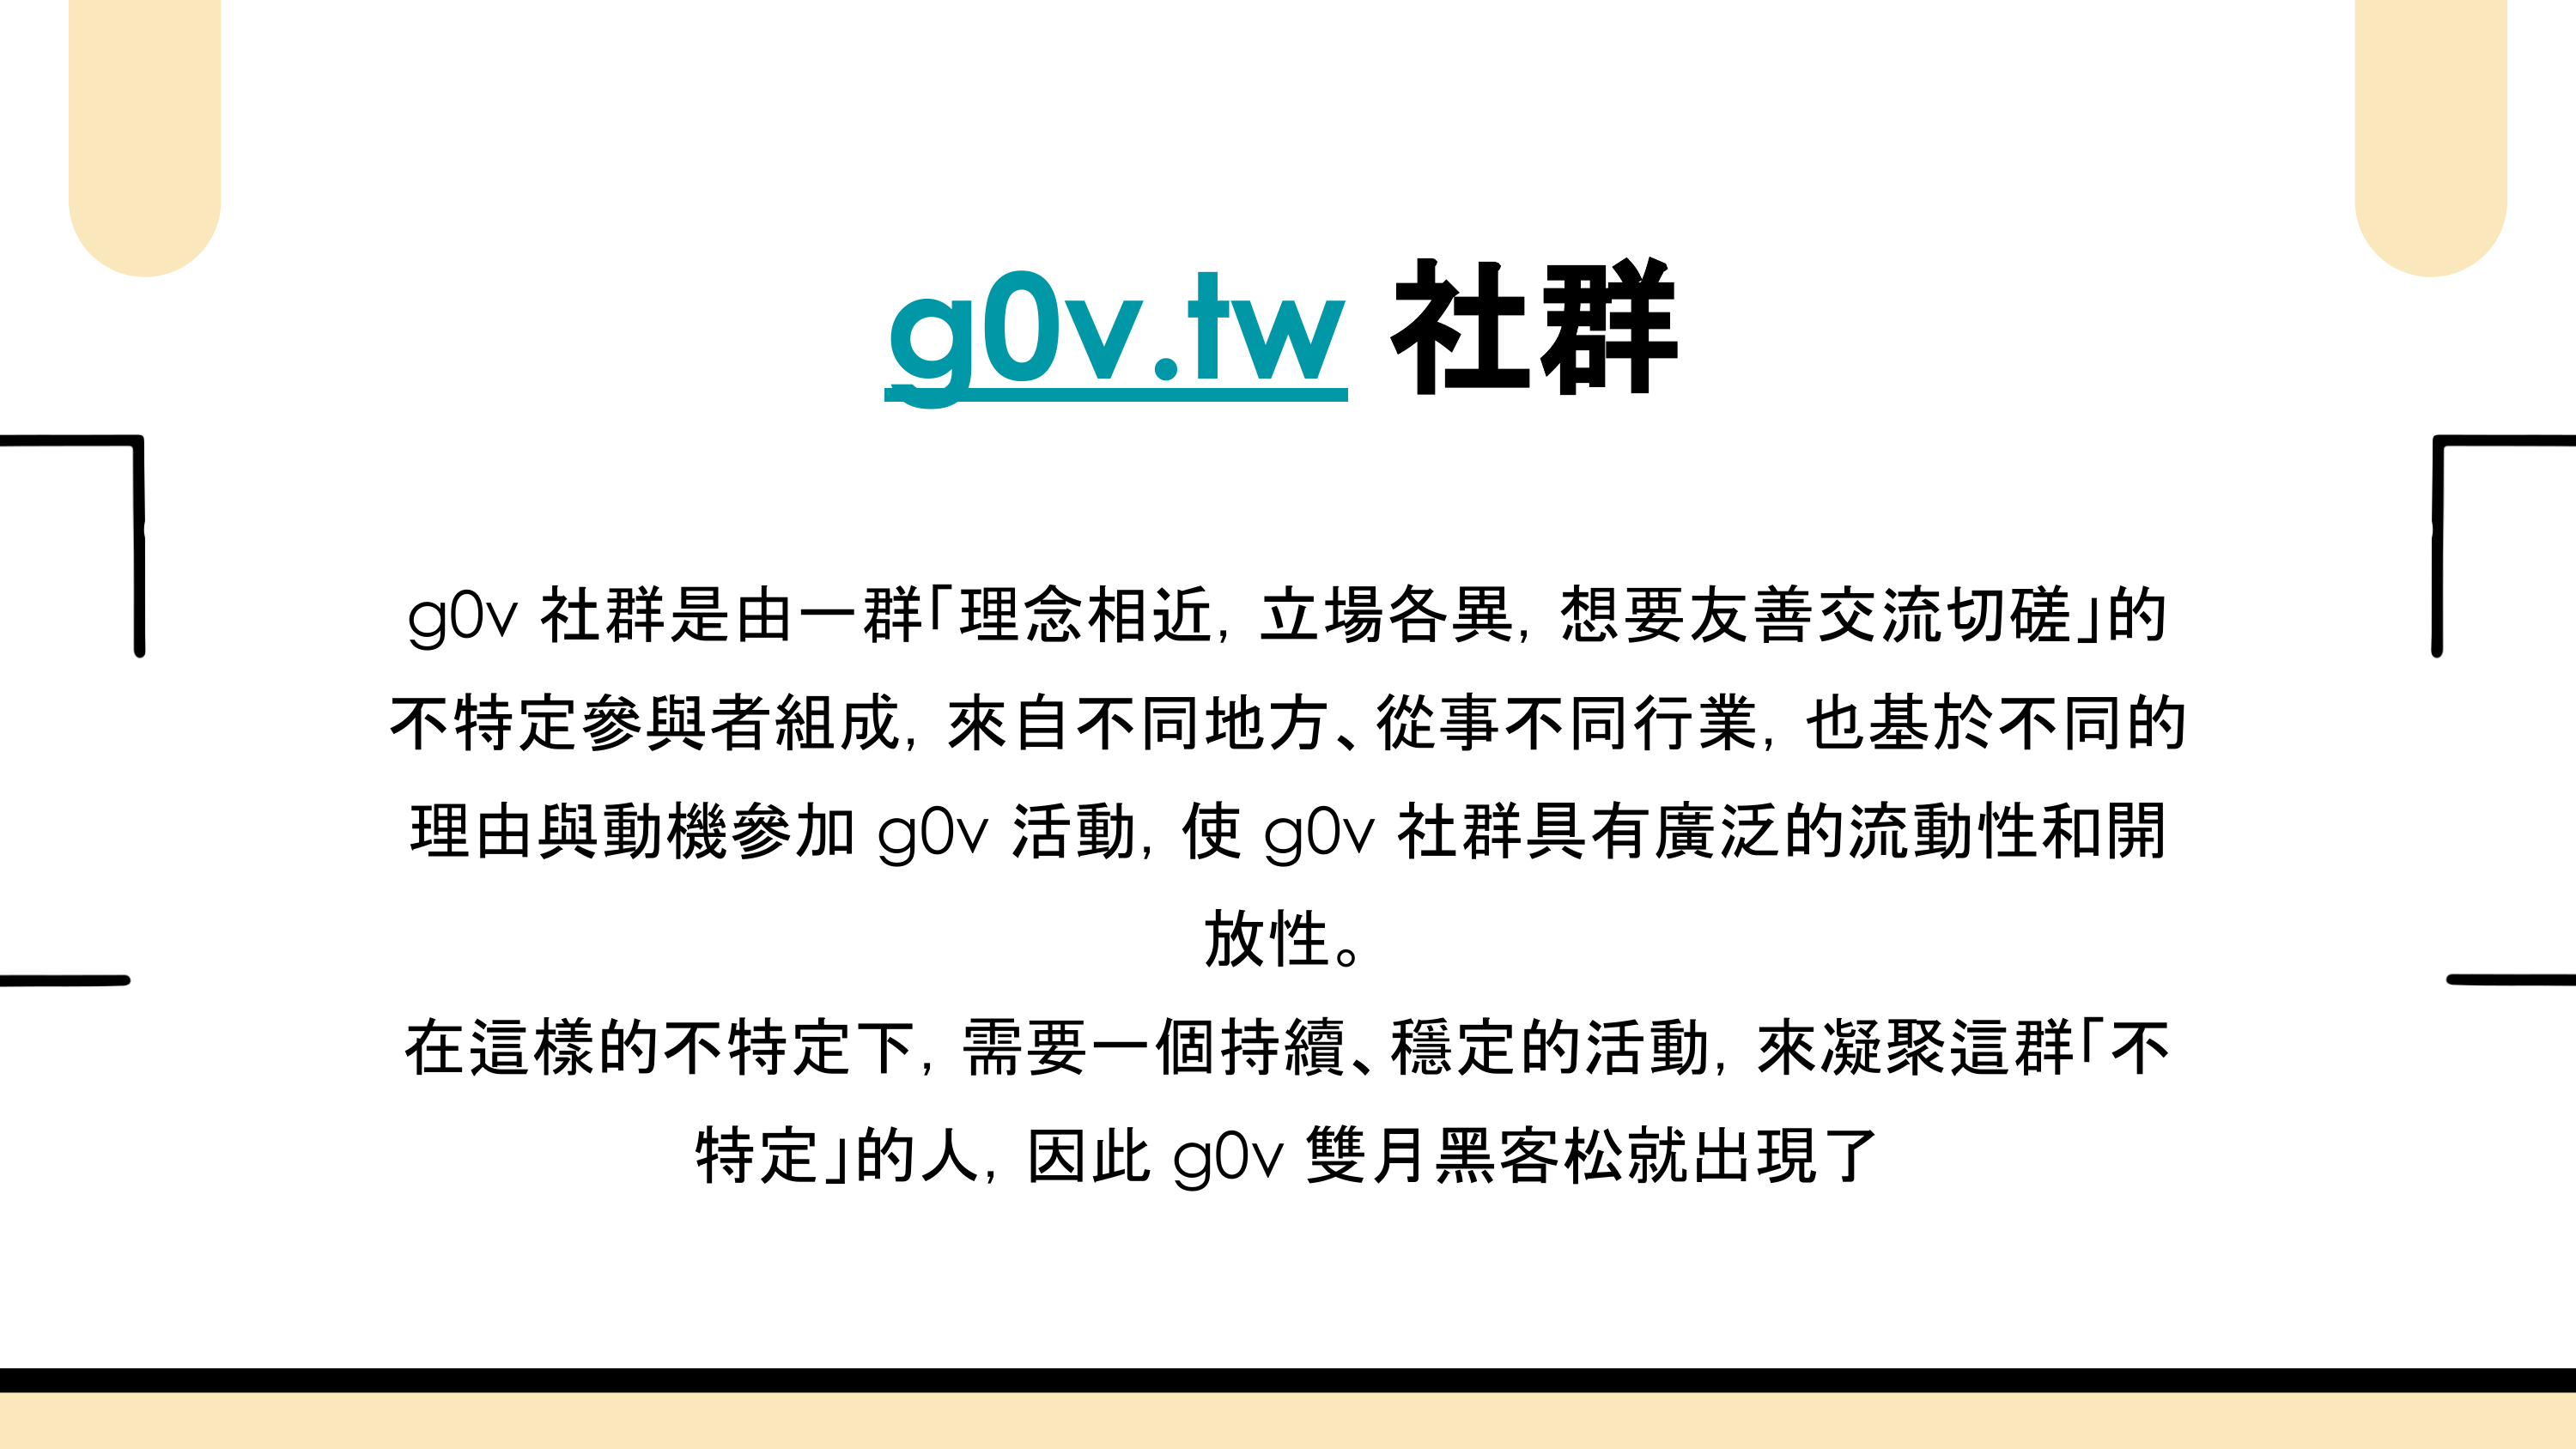 g0v.tw 社群
g0v 社群是由一群「理念相近，立場各異，想要友善交流切磋」的
不特定參與者組成，來自不同地方、從事不同行業，也基於不同的
理由與動機參加 g0v 活動，使 g0v 社群具有廣泛的流動性和開
放性。
在這樣的不特定下，需要一個持續、穩定的活動，來凝聚這群「不
特定」的人，因此 g0v 雙月黑客松就出現了